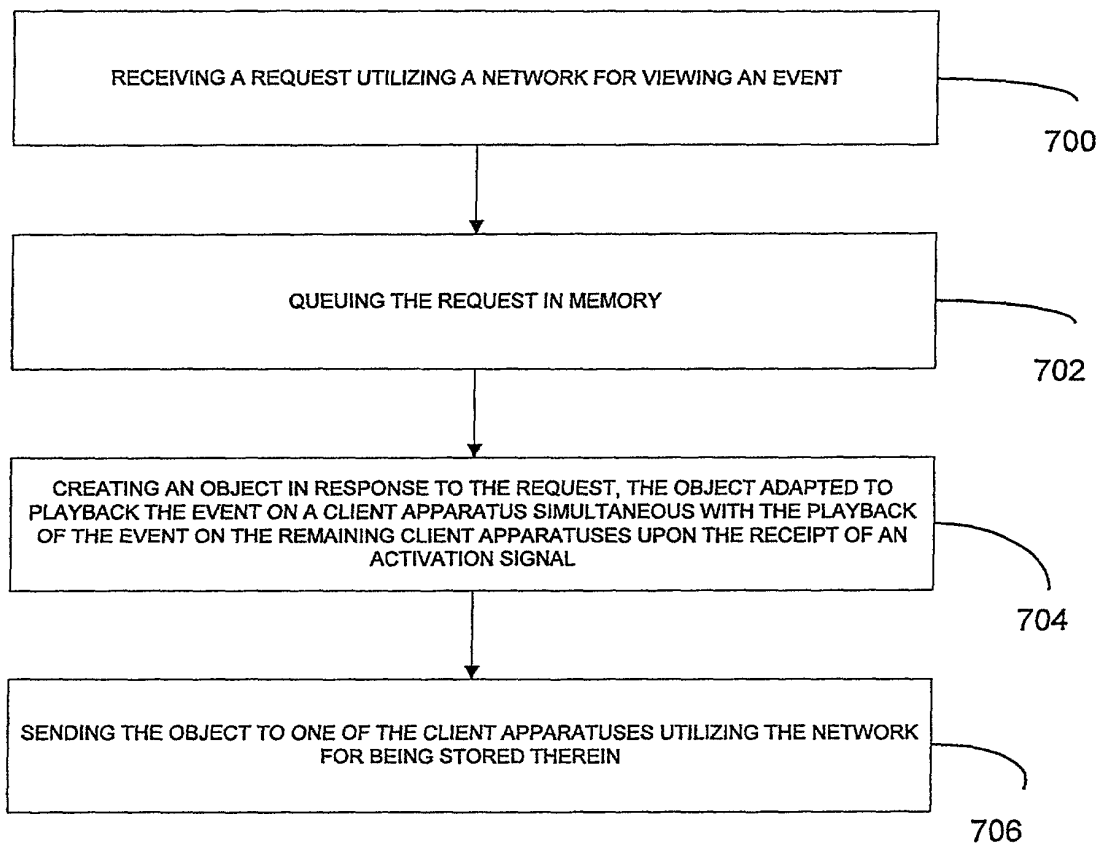 RECEIVING A REQUEST UTILIZING A NETWORK FOR VIEWING AN EVENT
700
QUEUING THE REQUEST IN MEMORY
702
CREATING AN OBJECT IN RESPONSE TO THE REQUEST, THE OBJECT ADAPTED TO
PLAYBACK THE EVENT ON A CLIENT APPARATUS SIMULTANEOUS WITH THE PLAYBACK
OF THE EVENT ON THE REMAINING CLIENT APPARATUSES UPON THE RECEIPT OF AN
ACTIVATION SIGNAL
704
SENDING THE OBJECT TO ONE OF THE CLIENT APPARATUSES UTILIZING THE NETWORK
FOR BEING STORED THEREIN
706